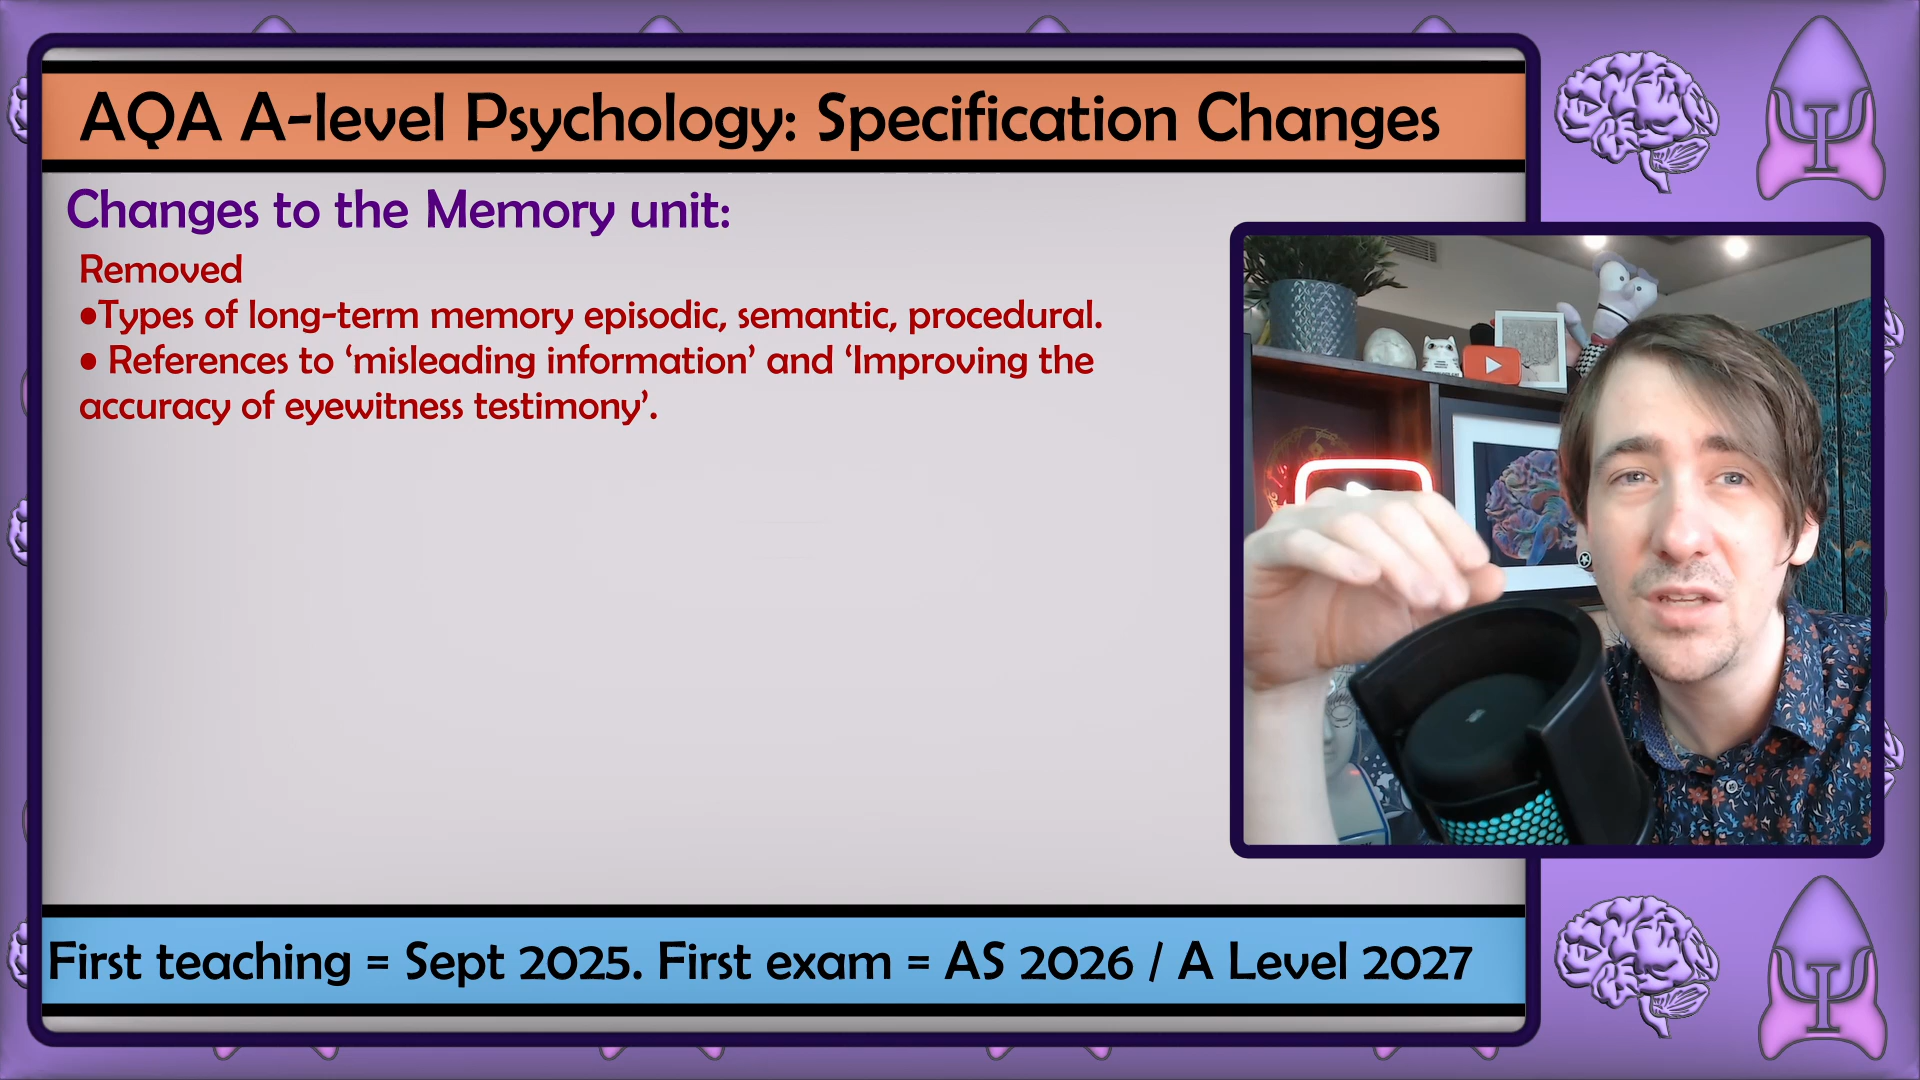 AQA A-level Psychology: Specification Changes
Changes to the Memory unit:
Removed
•Types of long-term memory episodic, semantic, procedural.
• References to ‘misleading information’ and ‘Improving the
accuracy of eyewitness testimony’.
First teaching = Sept 2025. First exam = AS 2026 / A Level 2027